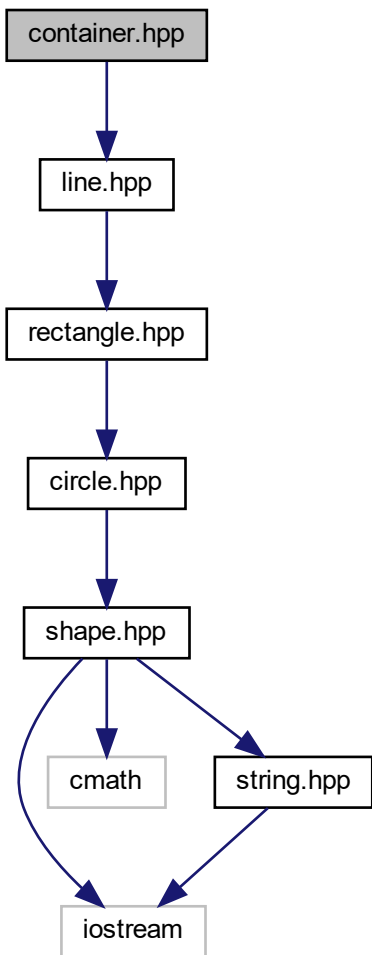 container.hpp
line.hpp
rectangle.hpp
circle.hpp
shape.hpp
cmath
string.hpp
iostream